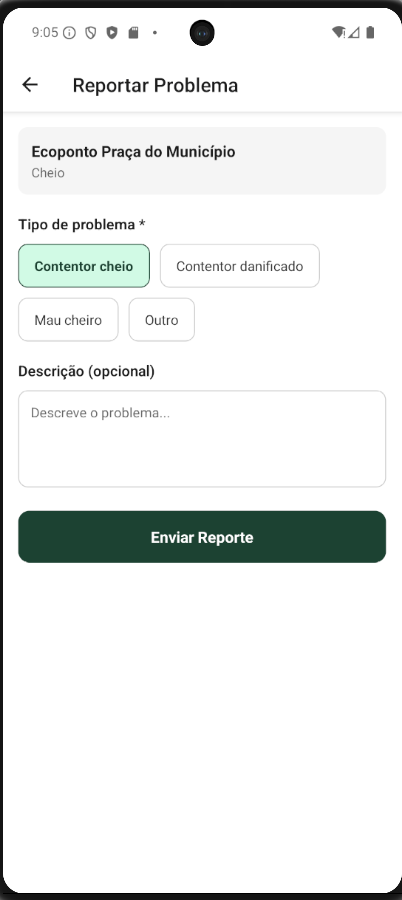 9:05
Reportar Problema
Ecoponto Praça do Município
Cheio
Tipo de problema *
Contentor cheio
Contentor danificado
Mau cheiro
Outro
Descrição (opcional)
Descreve o problema...
Enviar Reporte